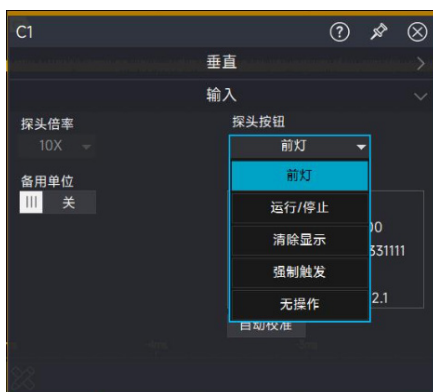 C1
垂直
输入
探头倍率
10X
探头按钮
前灯
前灯
备用单位
关
运行/停止
清除显示
强制触发
无操作
00
331111
2.1
自动校准